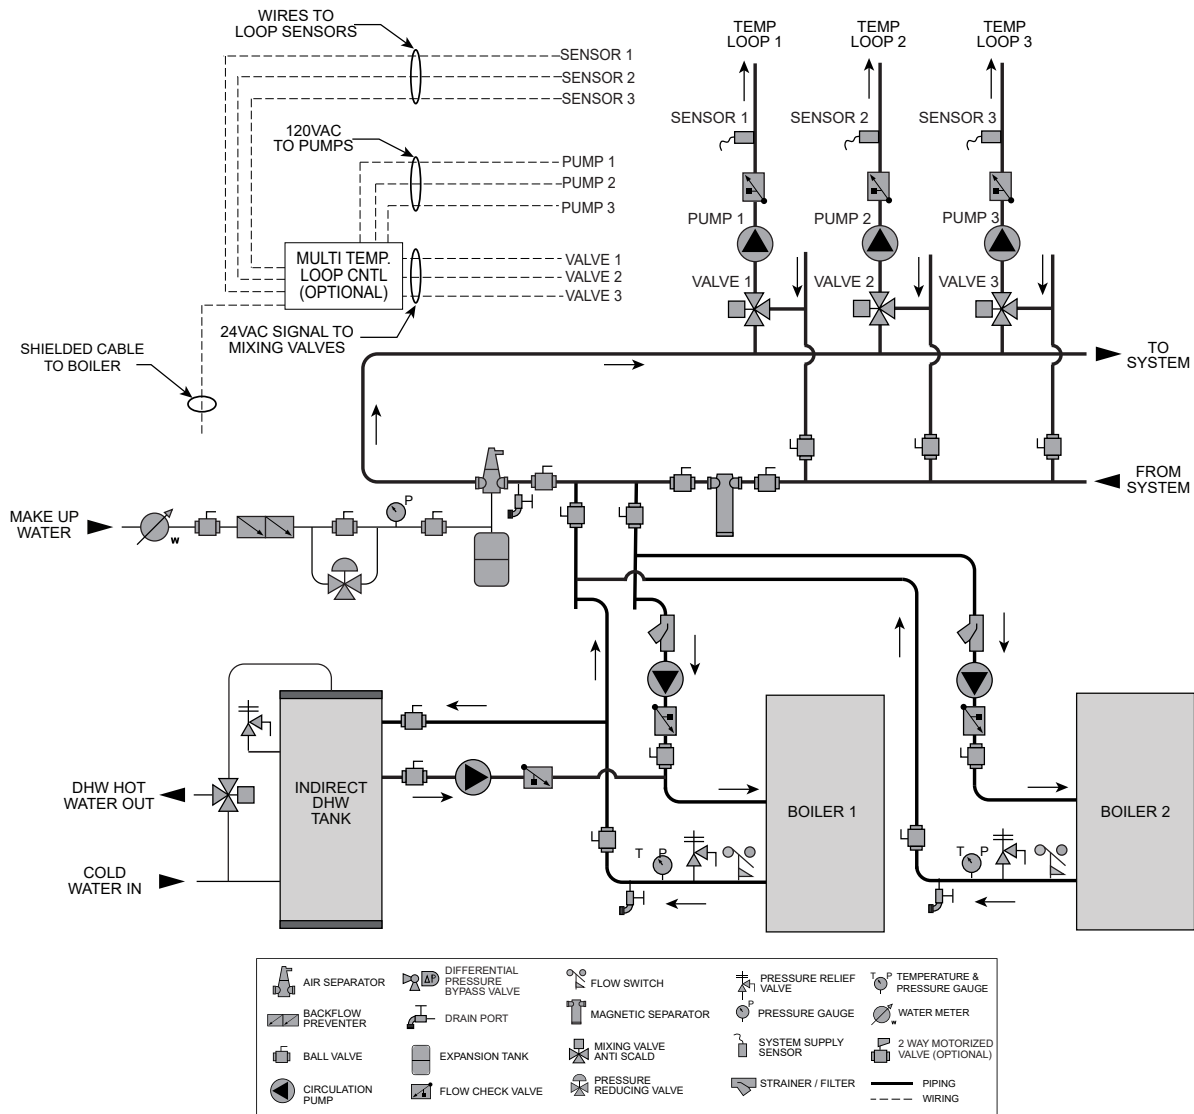 WIRES TO
LOOP SENSORS
SENSOR 1
SENSOR 2
SENSOR 3
120VAC
TO PUMPS
PUMP 1
PUMP 2
PUMP 3
MULTI TEMP.
LOOP CNTL
(OPTIONAL)
VALVE 1
VALVE 2
VALVE 3
24VAC SIGNAL TO
MIXING VALVES
SHIELDED CABLE
TO BOILER
TEMP
LOOP 1
TEMP
LOOP 2
TEMP
LOOP 3
SENSOR 1
SENSOR 2
SENSOR 3
PUMP 1
PUMP 2
PUMP 3
VALVE 1
VALVE 2
VALVE 3
TO
SYSTEM
FROM
SYSTEM
MAKE UP
WATER
W
P
DHW HOT
WATER OUT
COLD
WATER IN
INDIRECT
DHW
TANK
BOILER 1
BOILER 2
T P
T P
AIR SEPARATOR
BACKFLOW
PREVENTER
BALL VALVE
CIRCULATION
PUMP
ΔP
DIFFERENTIAL
PRESSURE
BYPASS VALVE
DRAIN PORT
EXPANSION TANK
FLOW CHECK VALVE
FLOW SWITCH
MAGNETIC SEPARATOR
MIXING VALVE
ANTI SCALD
PRESSURE
REDUCING VALVE
PRESSURE RELIEF
VALVE
P
PRESSURE GAUGE
SYSTEM SUPPLY
SENSOR
STRAINER / FILTER
T P
TEMPERATURE &
PRESSURE GAUGE
W
WATER METER
2 WAY MOTORIZED
VALVE (OPTIONAL)
PIPING
WIRING